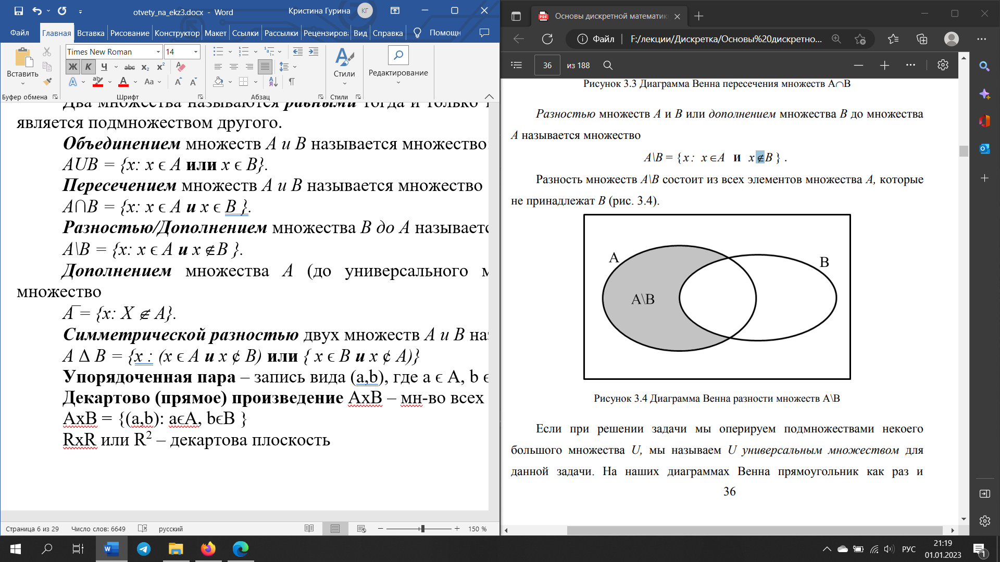 otvety_na_ekz3.docx - Word
Кристина Гурина
КГ
Файл Главная Вставка Рисование Конструктор Макет Ссылки Рассылки Реценз­ирова Вид Справка Помощн
Вставить
Буфер обмена
Times New Roman 14
Ж К Ч abc x₂ x²
Шрифт
Абзац
Стили
Стили
Редактирование
Два множества называются равными тогда и только
является подмножеством другого.
Объединением множеств A и B называется множество
AUB = {x: x ϵ A или x ϵ B}.
Пересечением множеств A и B называется множество
A∩B = {x: x ϵ A и x ϵ B }.
Разностью/Дополнением множества B до A называетс
A\B = {x: x ϵ A и x ∉B }.
Дополнением множества A (до универсального м
множество
A‾= {x: X ∉ A}.
Симметрической разностью двух множеств A и B наз
A Δ B = {x : (x ϵ A и x ¢ B) или { x ϵ B и x ¢ A)}
Упорядоченная пара – запись вида (a,b), где a ϵ A, b ϵ
Декартово (прямое) произведение AxB – мн-во всех
AxB = {(a,b): aϵA, bϵB }
RxR или R² – декартова плоскость
Страница 6 из 29 Число слов: 6649 русский 150 %
Основы дискретной математик
Файл F:/лекции/Дискретка/Основы%20дискретно...
36 из 188
Рисунок 3.3 Диаграмма Венна пересечения множеств A∩B
Разностью множеств A и B или дополнением множества B до множества
A называется множество
A\B = { x : x ∈A и x ∉B } .
Разность множеств A\B состоит из всех элементов множества A, которые
не принадлежат B (рис. 3.4).
A
B
A\B
Рисунок 3.4 Диаграмма Венна разности множеств A\B
Если при решении задачи мы оперируем подмножествами некоего
большого множества U, мы называем U универсальным множеством для
данной задачи. На наших диаграммах Венна прямоугольник как раз и
36
РУС
21:19
01.01.2023
1